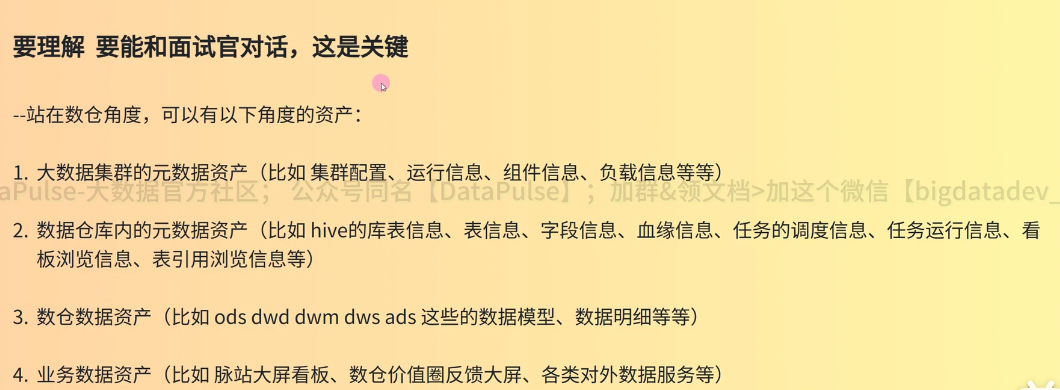 要理解 要能和面试官对话，这是关键
--站在数仓角度，可以有以下角度的资产：
1. 大数据集群的元数据资产（比如 集群配置、运行信息、组件信息、负载信息等等）
aPulse-大数据官方社区； 公众号同名【DataPulse】；加群&领文档>加这个微信【bigdatadev_
2. 数据仓库内的元数据资产（比如 hive的库表信息、表信息、字段信息、血缘信息、任务的调度信息、任务运行信息、看
板浏览信息、表引用浏览信息等）
3. 数仓数据资产（比如 ods dwd dwm dws ads 这些的数据模型、数据明细等等）
4. 业务数据资产（比如 脉站大屏看板、数仓价值圈反馈大屏、各类对外数据服务等）